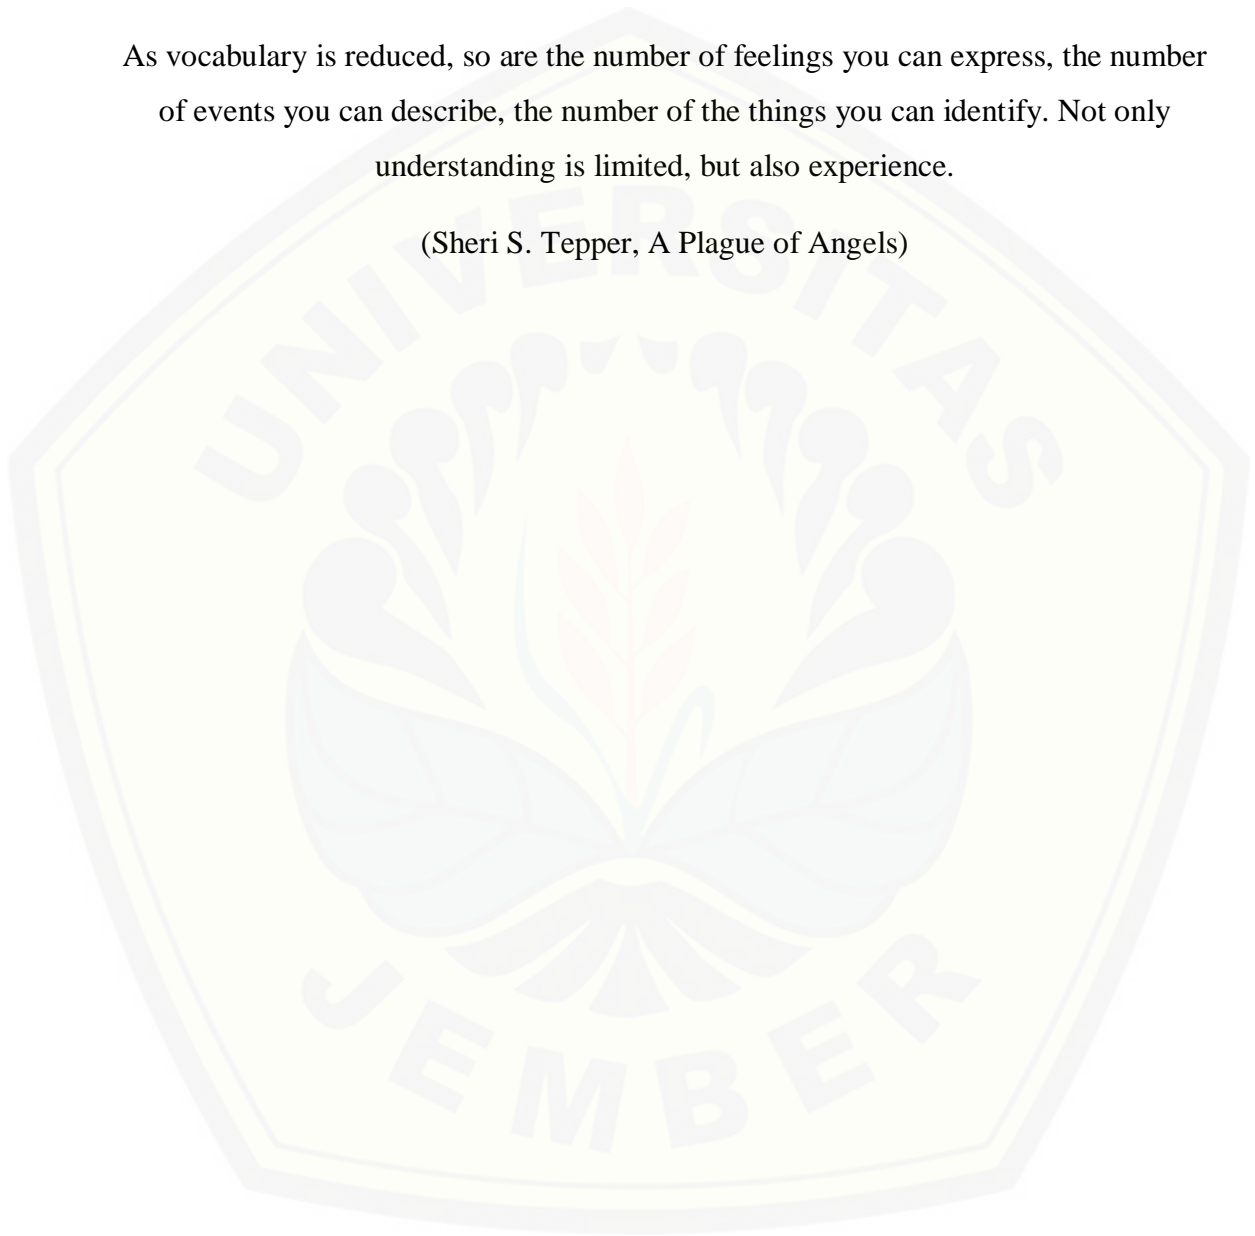 As vocabulary is reduced, so are the number of feelings you can express, the number
of events you can describe, the number of the things you can identify. Not only
understanding is limited, but also experience.
(Sheri S. Tepper, A Plague of Angels)
UNIVERSITAS
JEMBER